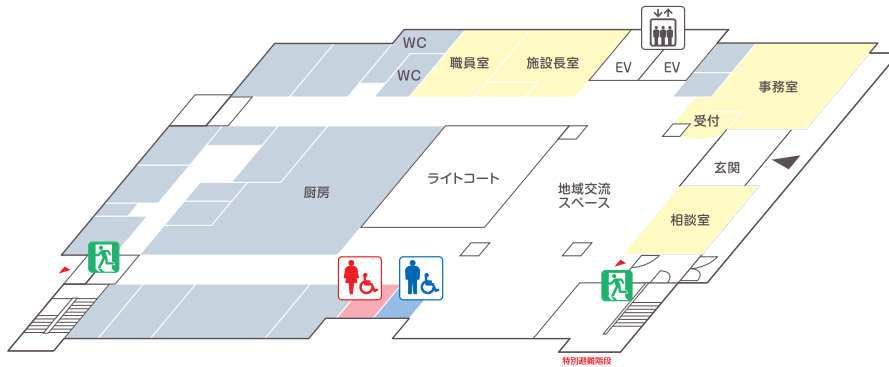 WC
WC
職員室
施設長室
EV
EV
事務室
受付
玄関
厨房
ライトコート
地域交流
スペース
相談室
特別避難階段